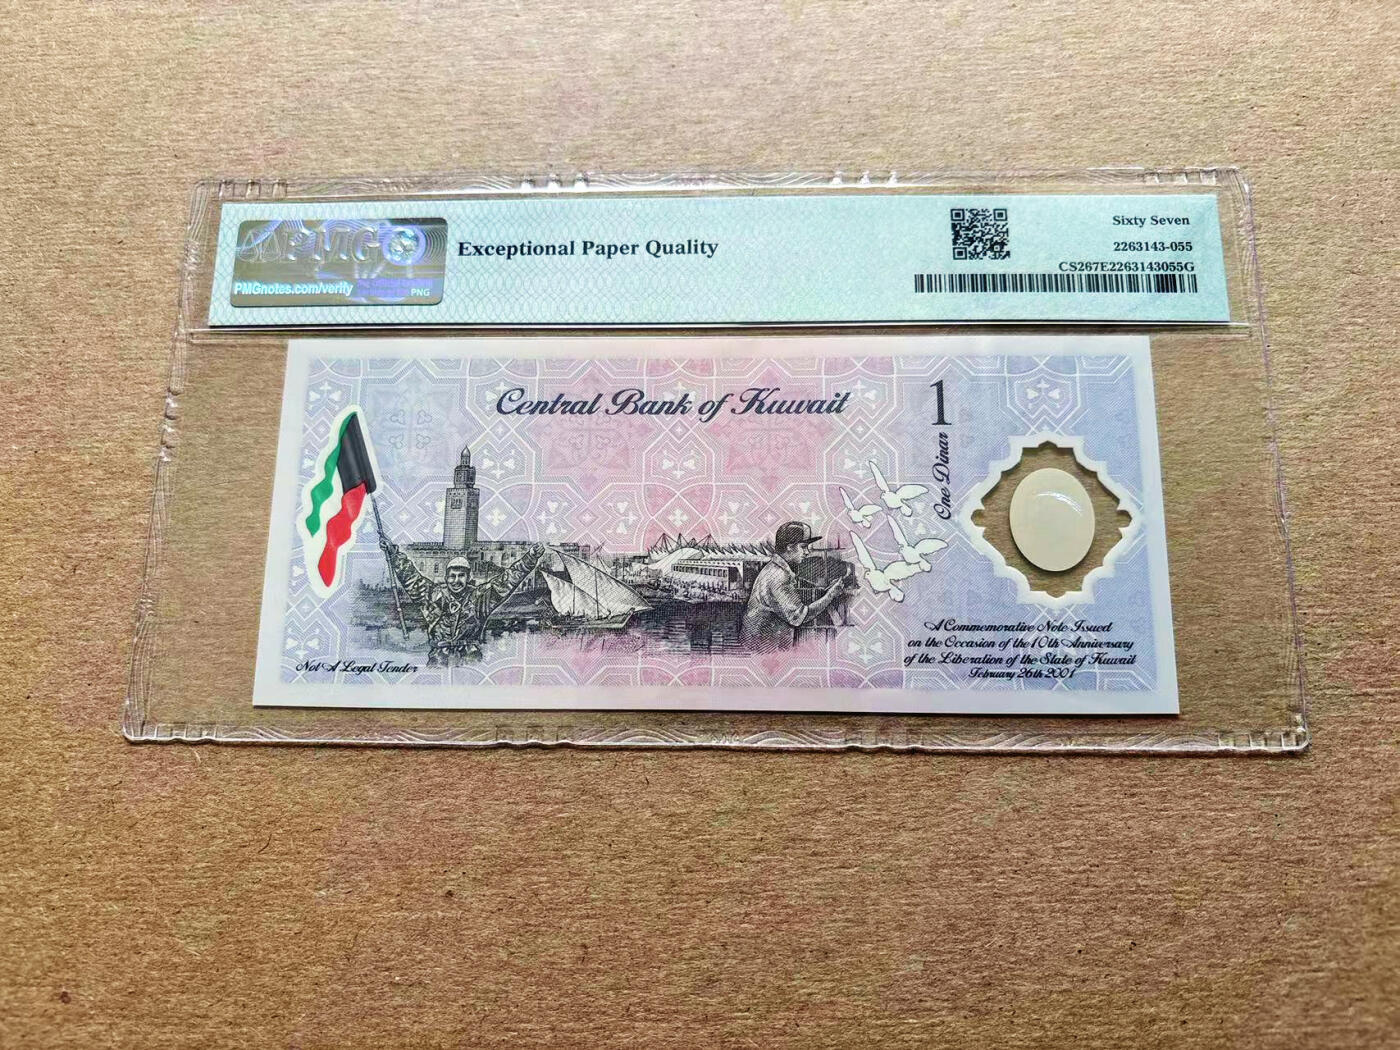 PMG
PMGnotes.com/verify
PNG
Exceptional Paper Quality
Sixty Seven
2263143-055
CS267E2263143055G
Central Bank of Kuwait
1
One Dinar
A Commemorative Note Issued
on the Occasion of the 10th Anniversary
of the Liberation of the State of Kuwait
February 26th 2001
Not A Legal Tender